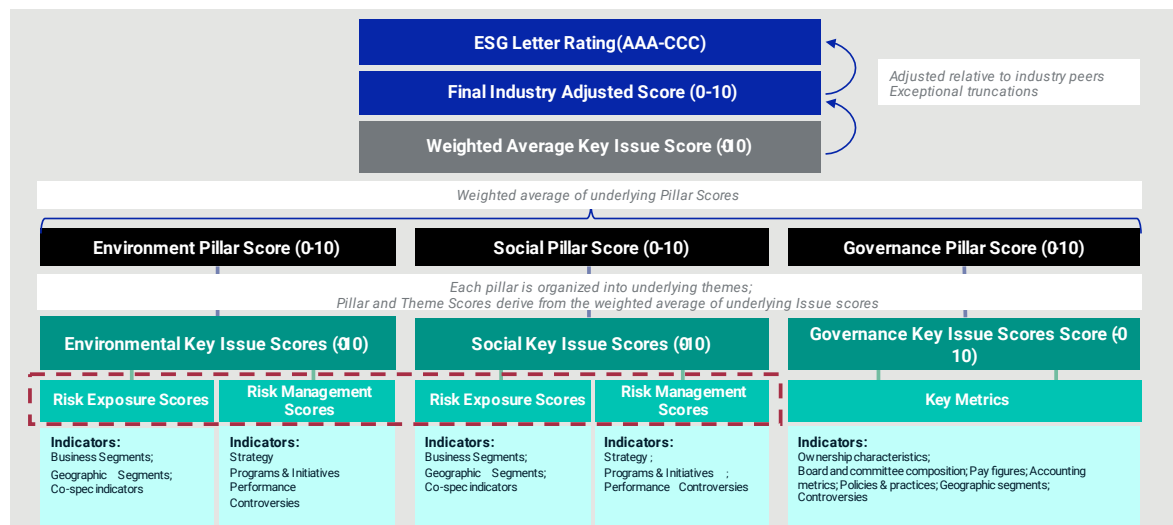 ESG Letter Rating(AAA-CCC)
Final Industry Adjusted Score (0-10)
Adjusted relative to industry peers
Exceptional truncations
Weighted Average Key Issue Score (0-10)
Weighted average of underlying Pillar Scores
Environment Pillar Score (0-10)
Social Pillar Score (0-10)
Governance Pillar Score (0-10)
Each pillar is organized into underlying themes;
Pillar and Theme Scores derive from the weighted average of underlying Issue scores
Environmental Key Issue Scores (0-10)
Social Key Issue Scores (0-10)
Governance Key Issue Scores Score (-0
10)
Risk Exposure Scores
Risk Management
Scores
Risk Exposure Scores
Risk Management
Scores
Key Metrics
Indicators:
Business Segments;
Geographic Segments;
Co-spec indicators
Indicators:
Strategy
Programs & Initiatives
Performance
Controversies
Indicators:
Business Segments;
Geographic Segments;
Co-spec indicators
Indicators:
Strategy ;
Programs & Initiatives ;
Performance Controversies
Indicators:
Ownership characteristics;
Board and committee composition; Pay figures; Accounting
metrics; Policies & practices; Geographic segments;
Controversies